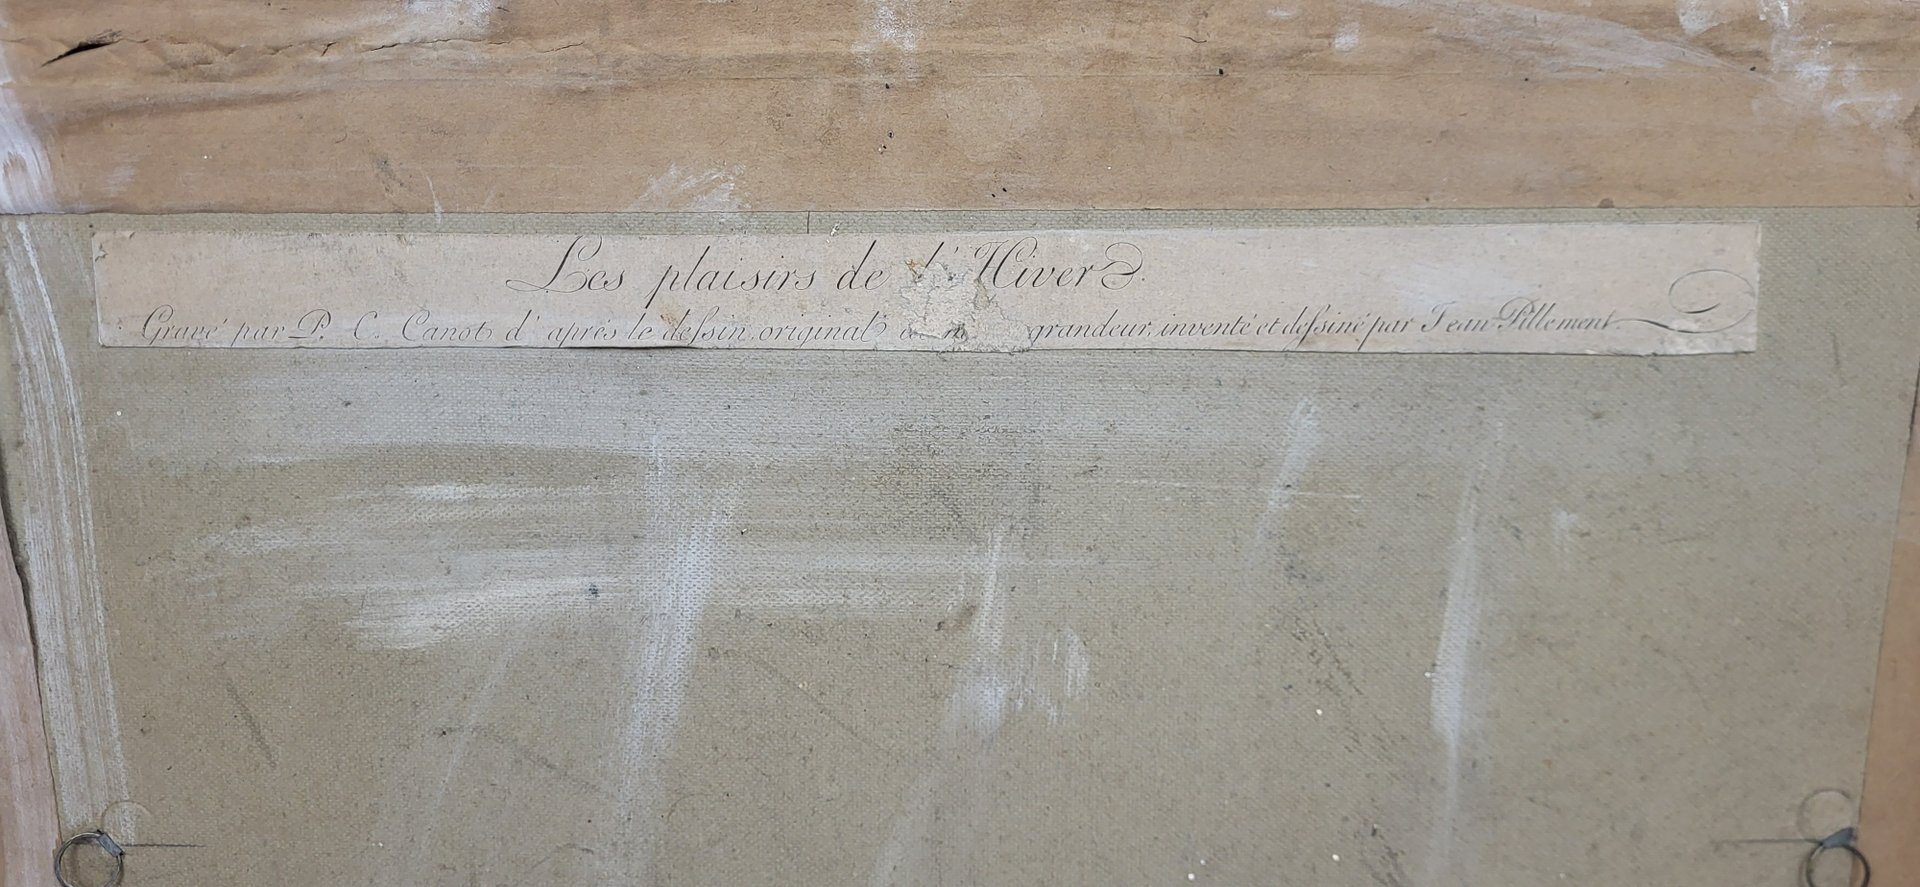 Les plaisirs de l'Hiver.
Gravé par P. C. Canot d'après le deſsin original grandeur, inventé et deſsiné par Jean Pillement.